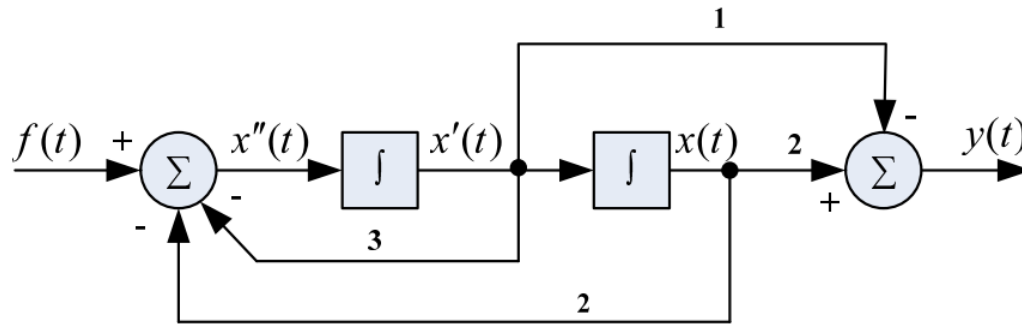 1
f(t) + Σ x″(t) ∫ x′(t) ∫ x(t) 2 + Σ - y(t)
- -
3
2